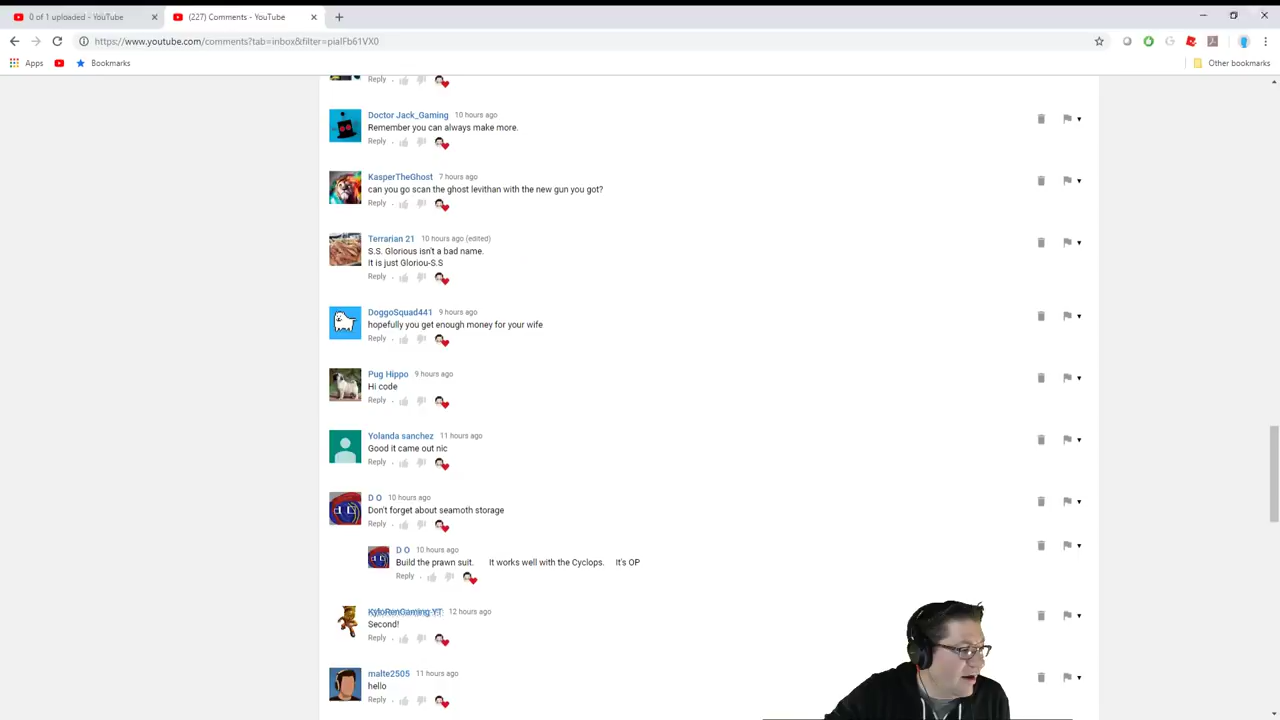 0 of 1 uploaded - YouTube
(227) Comments - YouTube
https://www.youtube.com/comments?tab=inbox&filter=pialFb61VX0
Apps
Bookmarks
Other bookmarks
Reply
Doctor Jack_Gaming 10 hours ago
Remember you can always make more.
Reply
KasperTheGhost 7 hours ago
can you go scan the ghost levithan with the new gun you got?
Reply
Terrarian 21 10 hours ago (edited)
S.S. Glorious isn't a bad name.
It is just Gloriou-S.S
Reply
DoggoSquad441 9 hours ago
hopefully you get enough money for your wife
Reply
Pug Hippo 9 hours ago
Hi code
Reply
Yolanda sanchez 11 hours ago
Good it came out nic
Reply
D O 10 hours ago
Don't forget about seamoth storage
Reply
D O 10 hours ago
Build the prawn suit. It works well with the Cyclops. It's OP
Reply
KyloRenGaming-YT 12 hours ago
Second!
Reply
malte2505 11 hours ago
hello
Reply